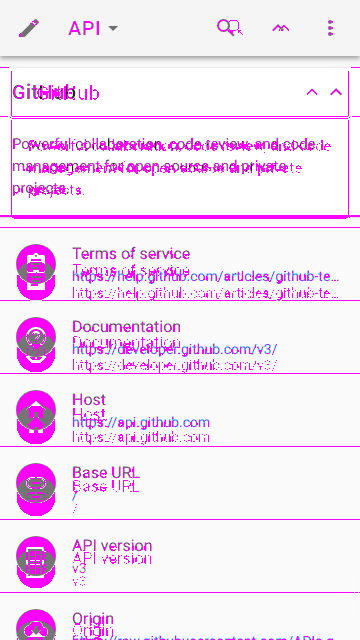 API
GitHub
Powerful collaboration, code review, and code
management for open source and private
projects.
Terms of service
https://help.github.com/articles/github-te...
Documentation
https://developer.github.com/v3/
Host
https://api.github.com
Base URL
/
API version
v3
Origin